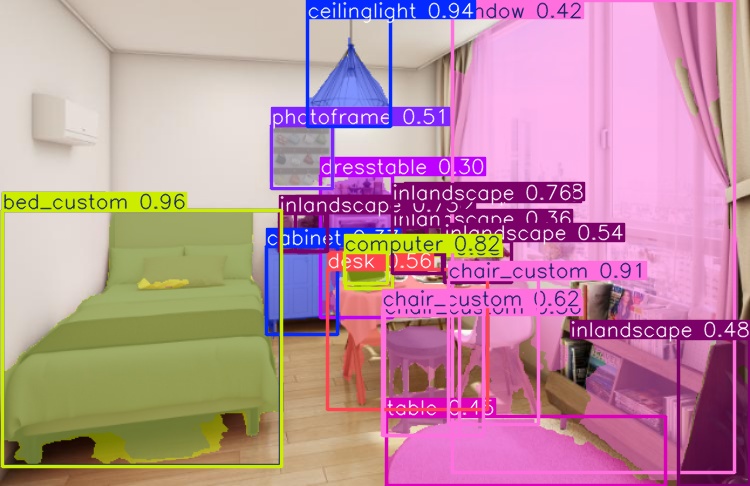 ceilinglight 0.94
ndow 0.42
photoframe 0.51
dresstable 0.30
inlandscape 0.768
bed_custom 0.96
inlandscape
inlandscape 0.36
inlandscape 0.54
cabinet
computer 0.82
desk 0.56
chair_custom 0.91
chair_custom 0.62
inlandscape 0.48
table 0.45